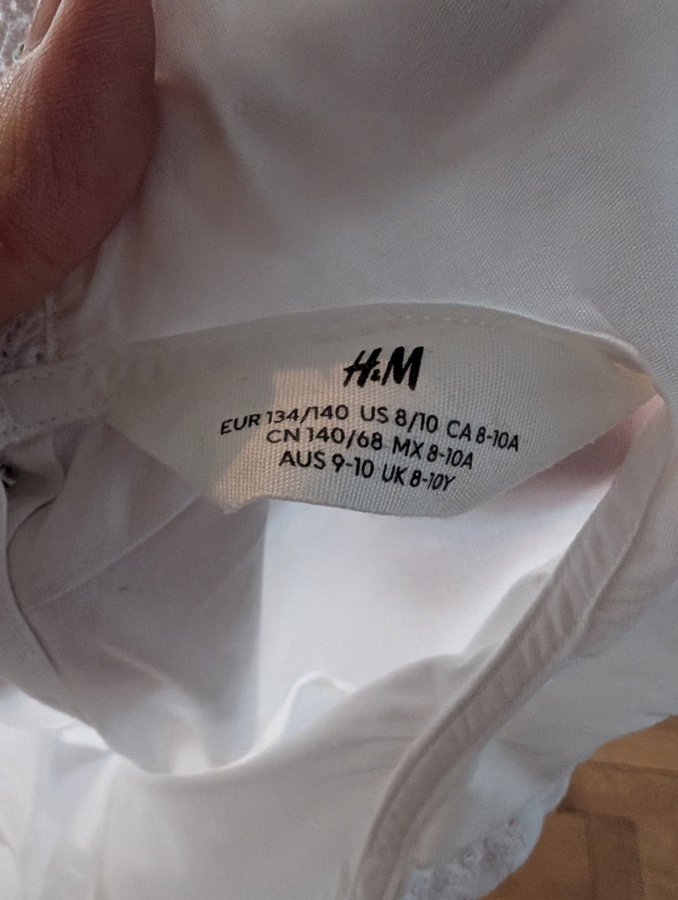 H&M
EUR 134/140 US 8/10 CA 8-10A
CN 140/68 MX 8-10A
AUS 9-10 UK 8-10Y